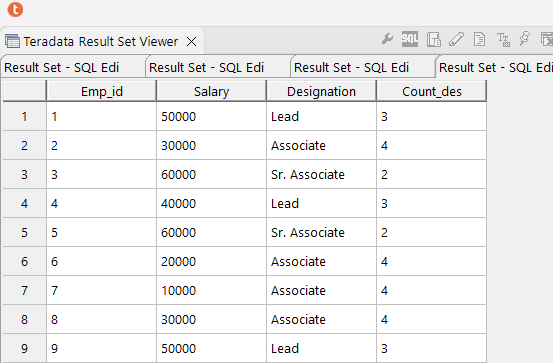 t
Teradata Result Set Viewer
SQL
Result Set - SQL Edi Result Set - SQL Edi Result Set - SQL Edi Result Set - SQL Edi
Emp_id Salary Designation Count_des
1 1 50000 Lead 3
2 2 30000 Associate 4
3 3 60000 Sr. Associate 2
4 4 40000 Lead 3
5 5 60000 Sr. Associate 2
6 6 20000 Associate 4
7 7 10000 Associate 4
8 8 30000 Associate 4
9 9 50000 Lead 3